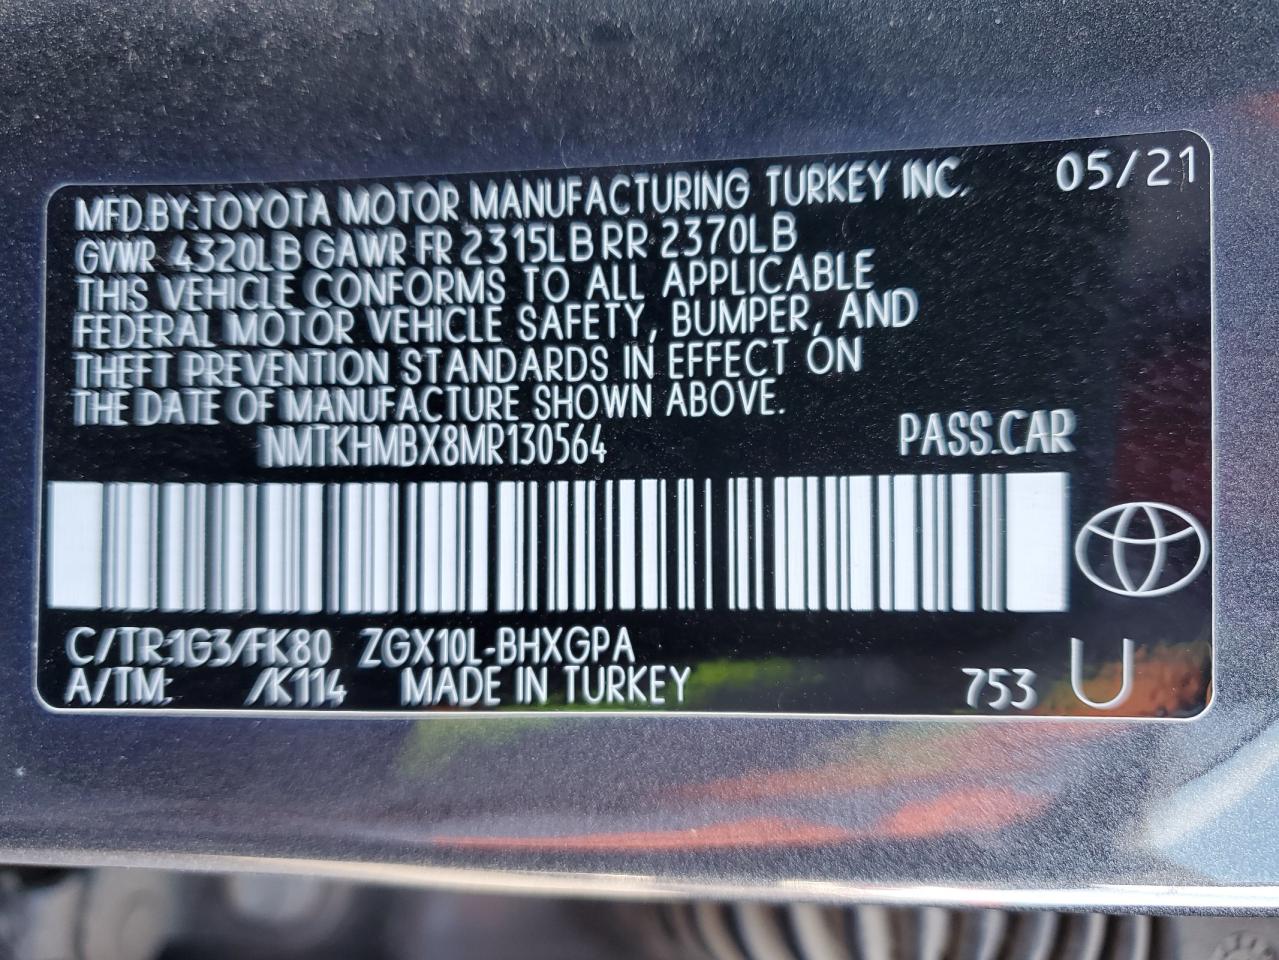 MFD.BY:TOYOTA MOTOR MANUFACTURING TURKEY INC. 05/21
GVWR 4320LB GAWR FR 2315LB RR 2370LB
THIS VEHICLE CONFORMS TO ALL APPLICABLE
FEDERAL MOTOR VEHICLE SAFETY, BUMPER, AND
THEFT PREVENTION STANDARDS IN EFFECT ON
THE DATE OF MANUFACTURE SHOWN ABOVE.
NMTKHMBX8MR130564 PASS.CAR
C/TR:1G3/FK80 ZGX10L-BHXGPA
A/TM: /K114 MADE IN TURKEY 753 U